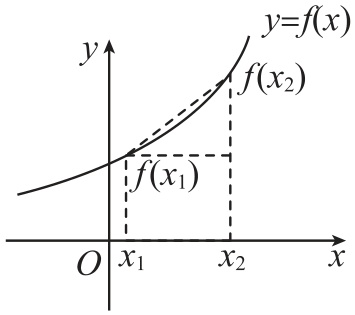 y=f(x)
y
f(x₂)
f(x₁)
O x₁ x₂ x